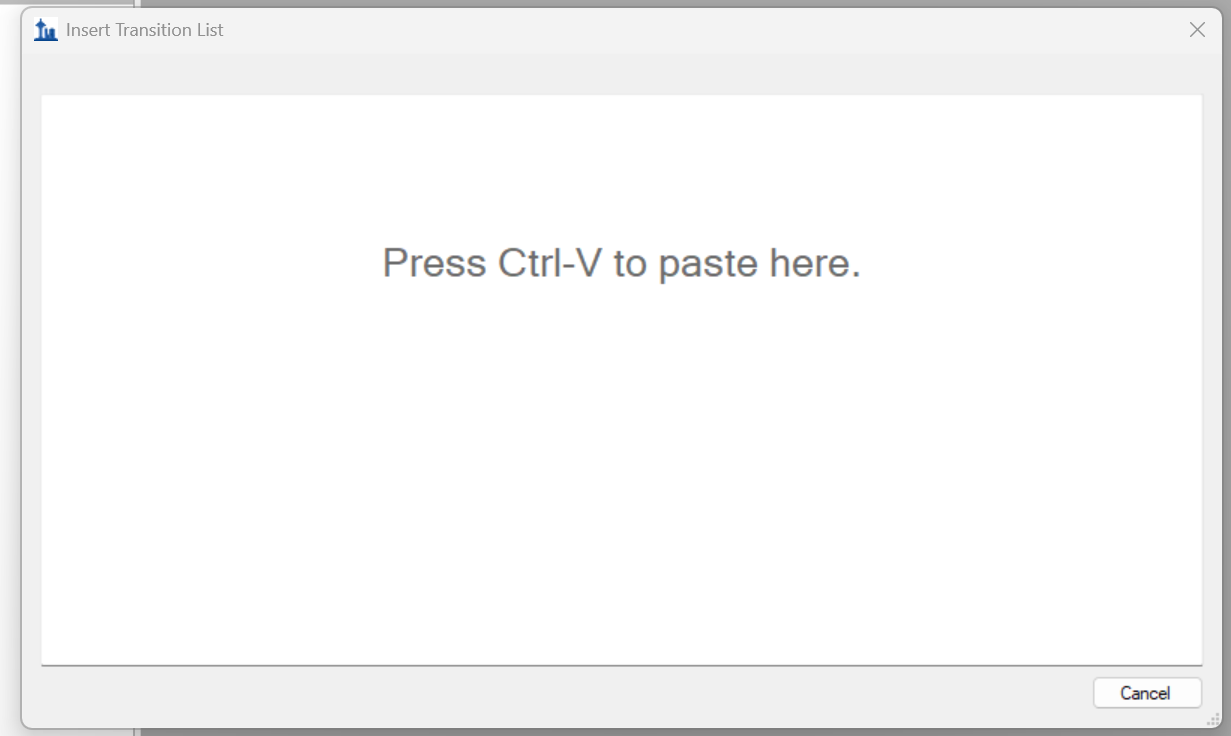 Insert Transition List
Press Ctrl-V to paste here.
Cancel